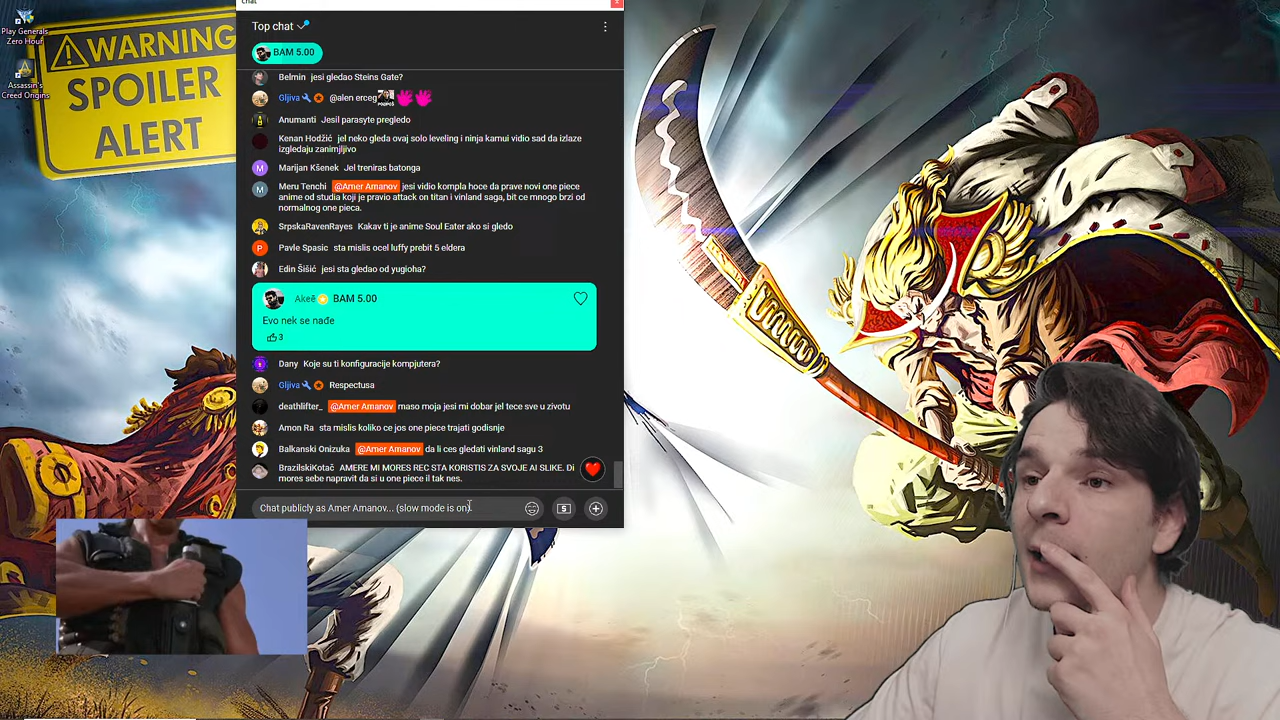 Play Generals
Zero Hour
Assassin's
Creed Origins
WARNING
SPOILER
ALERT
Chat
Top chat
BAM 5.00
Belmin jesi gledao Steins Gate?
Gljiva @alen erceg
Anumanti Jesil parasyte pregledo
Kenan Hodžić jel neko gleda ovaj solo leveling i ninja kamui vidio sad da izlaze
izgledaju zanimljivo
Marijan Kšenek Jel treniras batonga
Meru Tenchi @Amer Amanov jesi vidio kompla hoce da prave novi one piece
anime od studia koji je pravio attack on titan i vinland saga, bit ce mnogo brzi od
normalnog one pieca.
SrpskaRavenRayes Kakav ti je anime Soul Eater ako si gledo
Pavle Spasic sta mislis ocel luffy prebit 5 eldera
Edin Šišić jesi sta gledao od yugioha?
Akeē BAM 5.00
Evo nek se nađe
3
Dany Koje su ti konfiguracije kompjutera?
Gljiva Respectusa
deathlifter_ @Amer Amanov maso moja jesi mi dobar jel tece sve u zivotu
Amon Ra sta mislis koliko ce jos one piece trajati godisnje
Balkanski Onizuka @Amer Amanov da li ces gledati vinland sagu 3
BrazilskiKotač AMERE MI MORES REC STA KORISTIS ZA SVOJE AI SLIKE. Di
mores sebe napravit da si u one piece il tak nes.
Chat publicly as Amer Amanov... (slow mode is on)